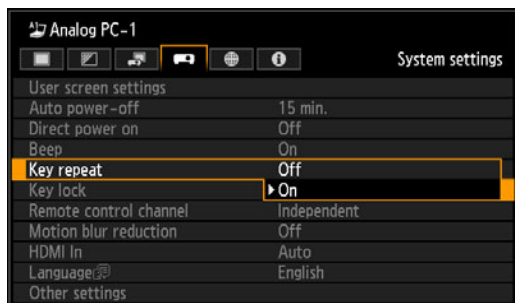 Analog PC-1
System settings
User screen settings
Auto power-off 15 min.
Direct power on Off
Beep On
Key repeat Off
Key lock On
Remote control channel Independent
Motion blur reduction Off
HDMI In Auto
Language English
Other settings